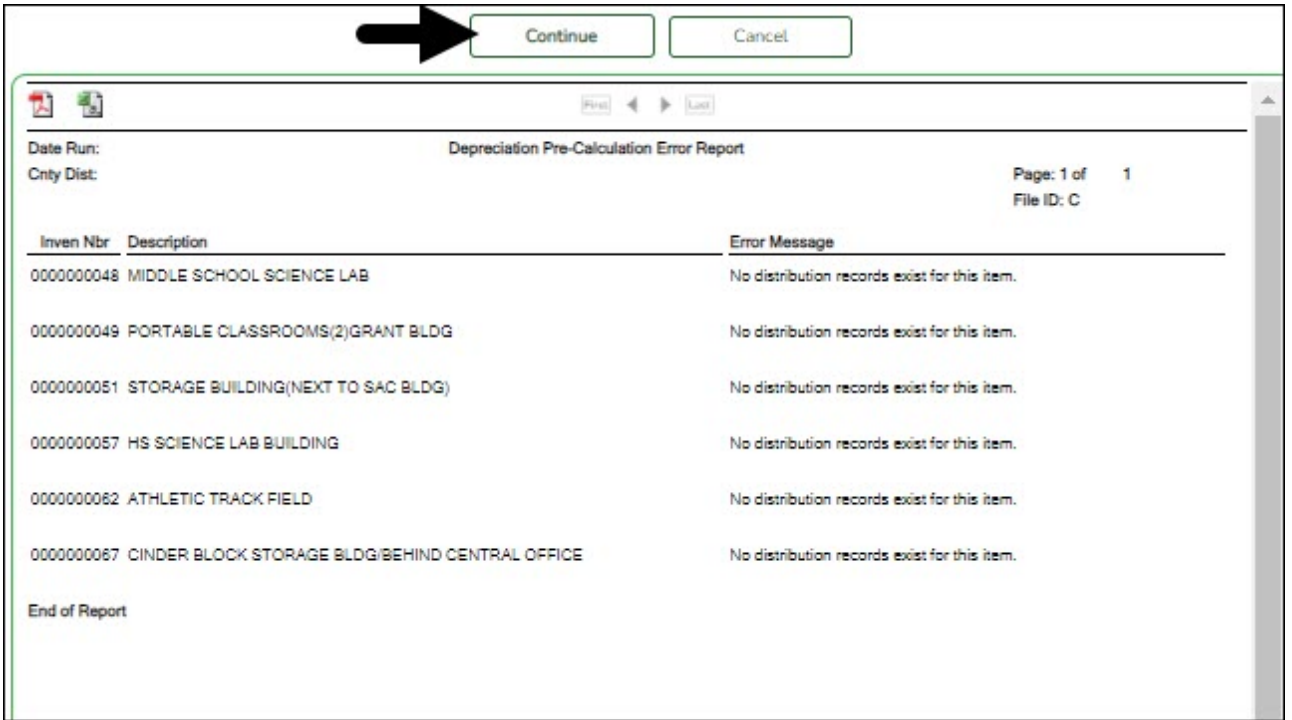 Continue Cancel
First Last
Date Run: Depreciation Pre-Calculation Error Report
Cnty Dist: Page: 1 of 1
File ID: C
Inven Nbr Description Error Message
0000000048 MIDDLE SCHOOL SCIENCE LAB No distribution records exist for this item.
0000000049 PORTABLE CLASSROOMS(2)GRANT BLDG No distribution records exist for this item.
0000000051 STORAGE BUILDING(NEXT TO SAC BLDG) No distribution records exist for this item.
0000000057 HS SCIENCE LAB BUILDING No distribution records exist for this item.
0000000062 ATHLETIC TRACK FIELD No distribution records exist for this item.
0000000067 CINDER BLOCK STORAGE BLDG/BEHIND CENTRAL OFFICE No distribution records exist for this item.
End of Report